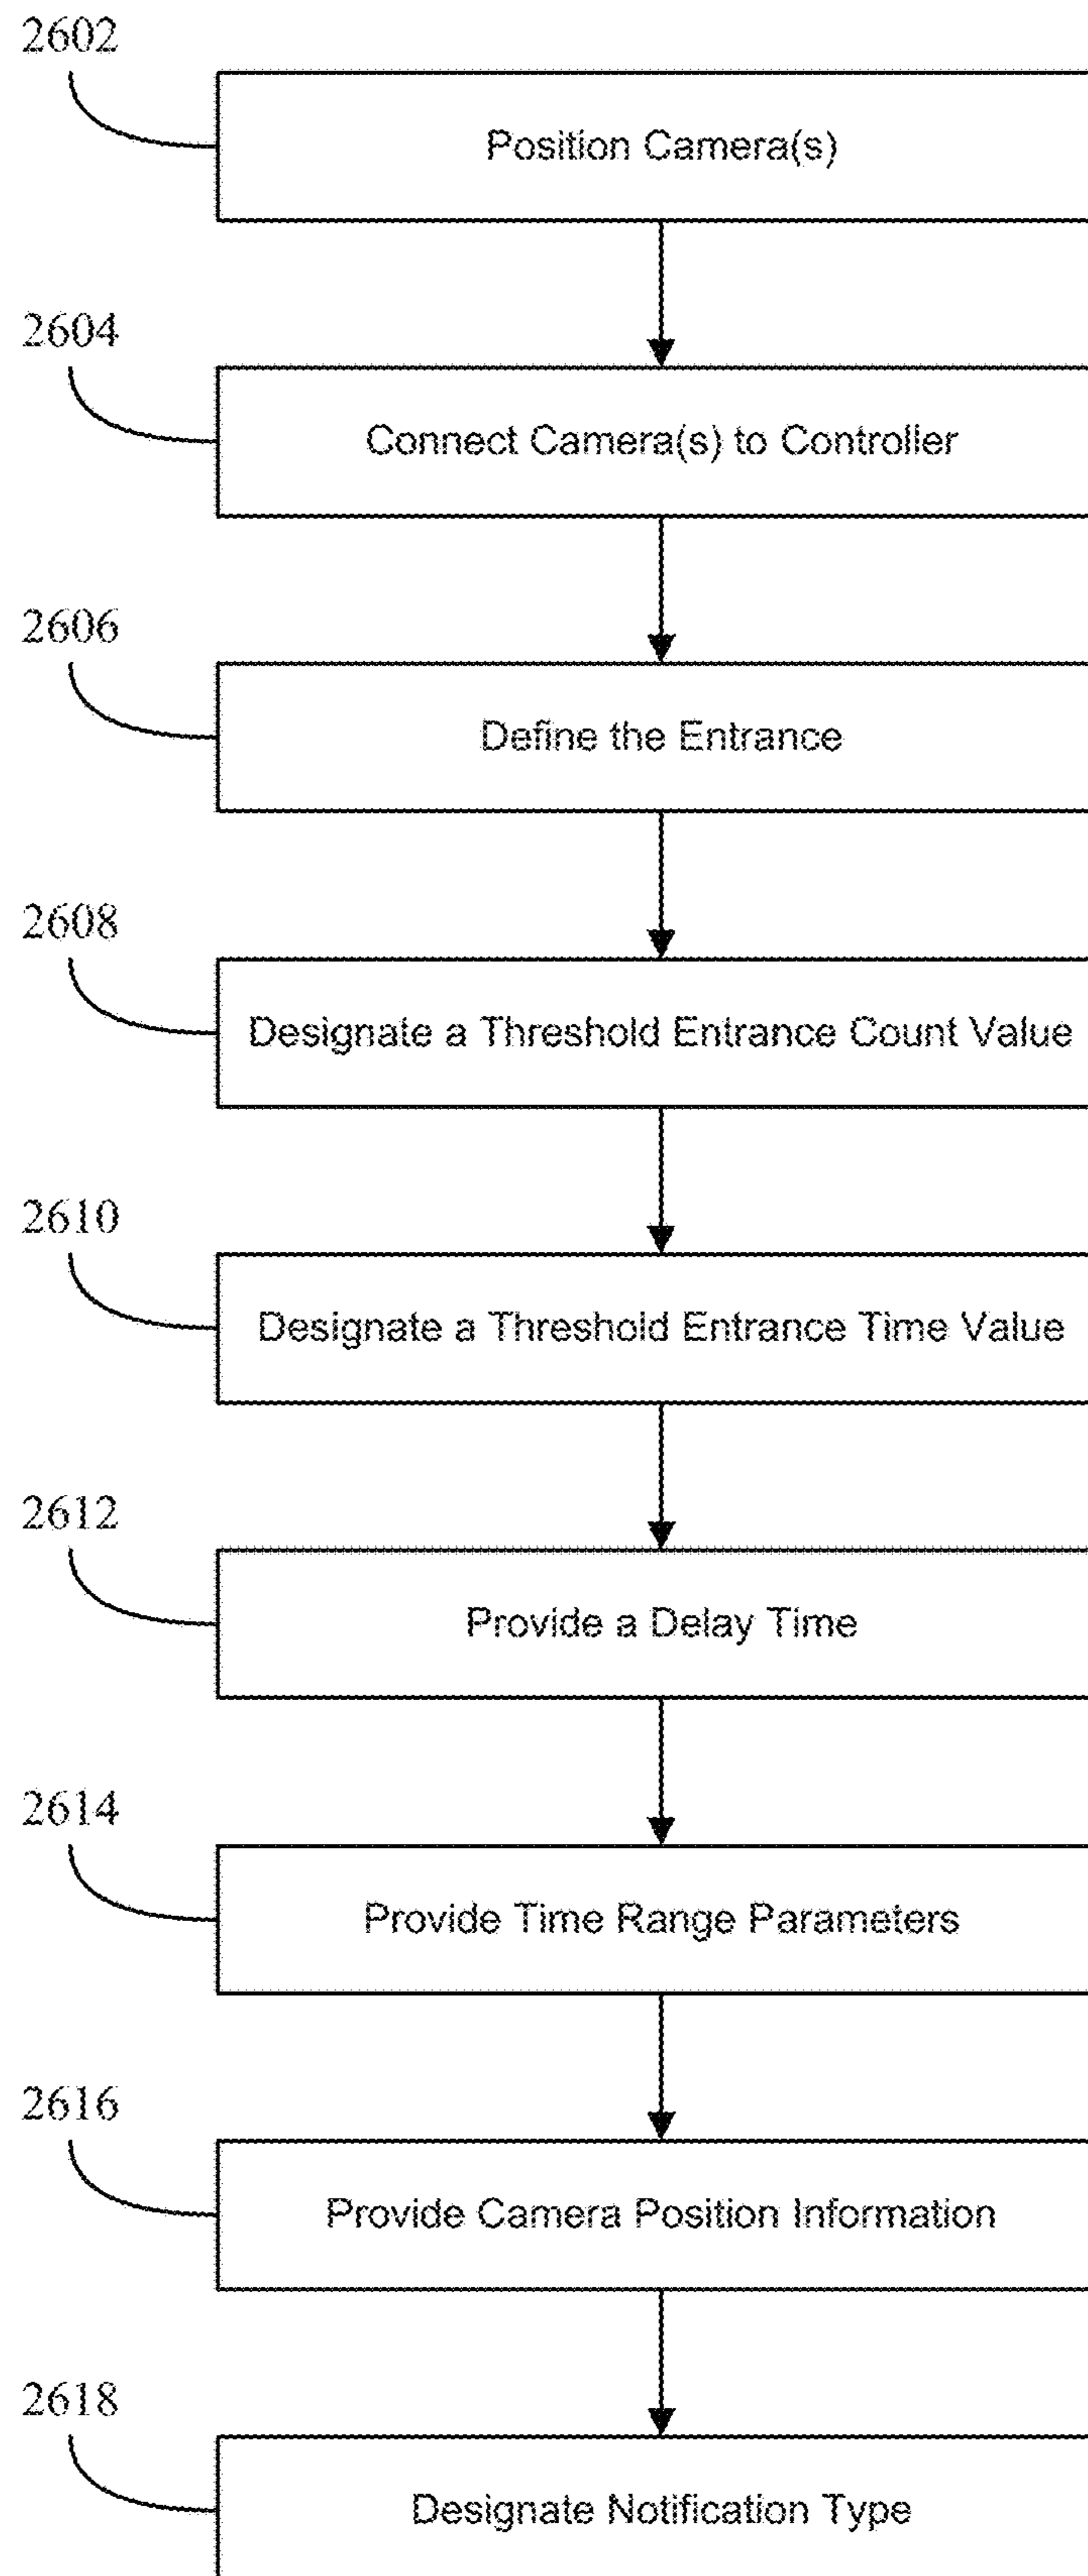 2602
Position Camera(s)
2604
Connect Camera(s) to Controller
2606
Define the Entrance
2608
Designate a Threshold Entrance Count Value
2610
Designate a Threshold Entrance Time Value
2612
Provide a Delay Time
2614
Provide Time Range Parameters
2616
Provide Camera Position Information
2618
Designate Notification Type